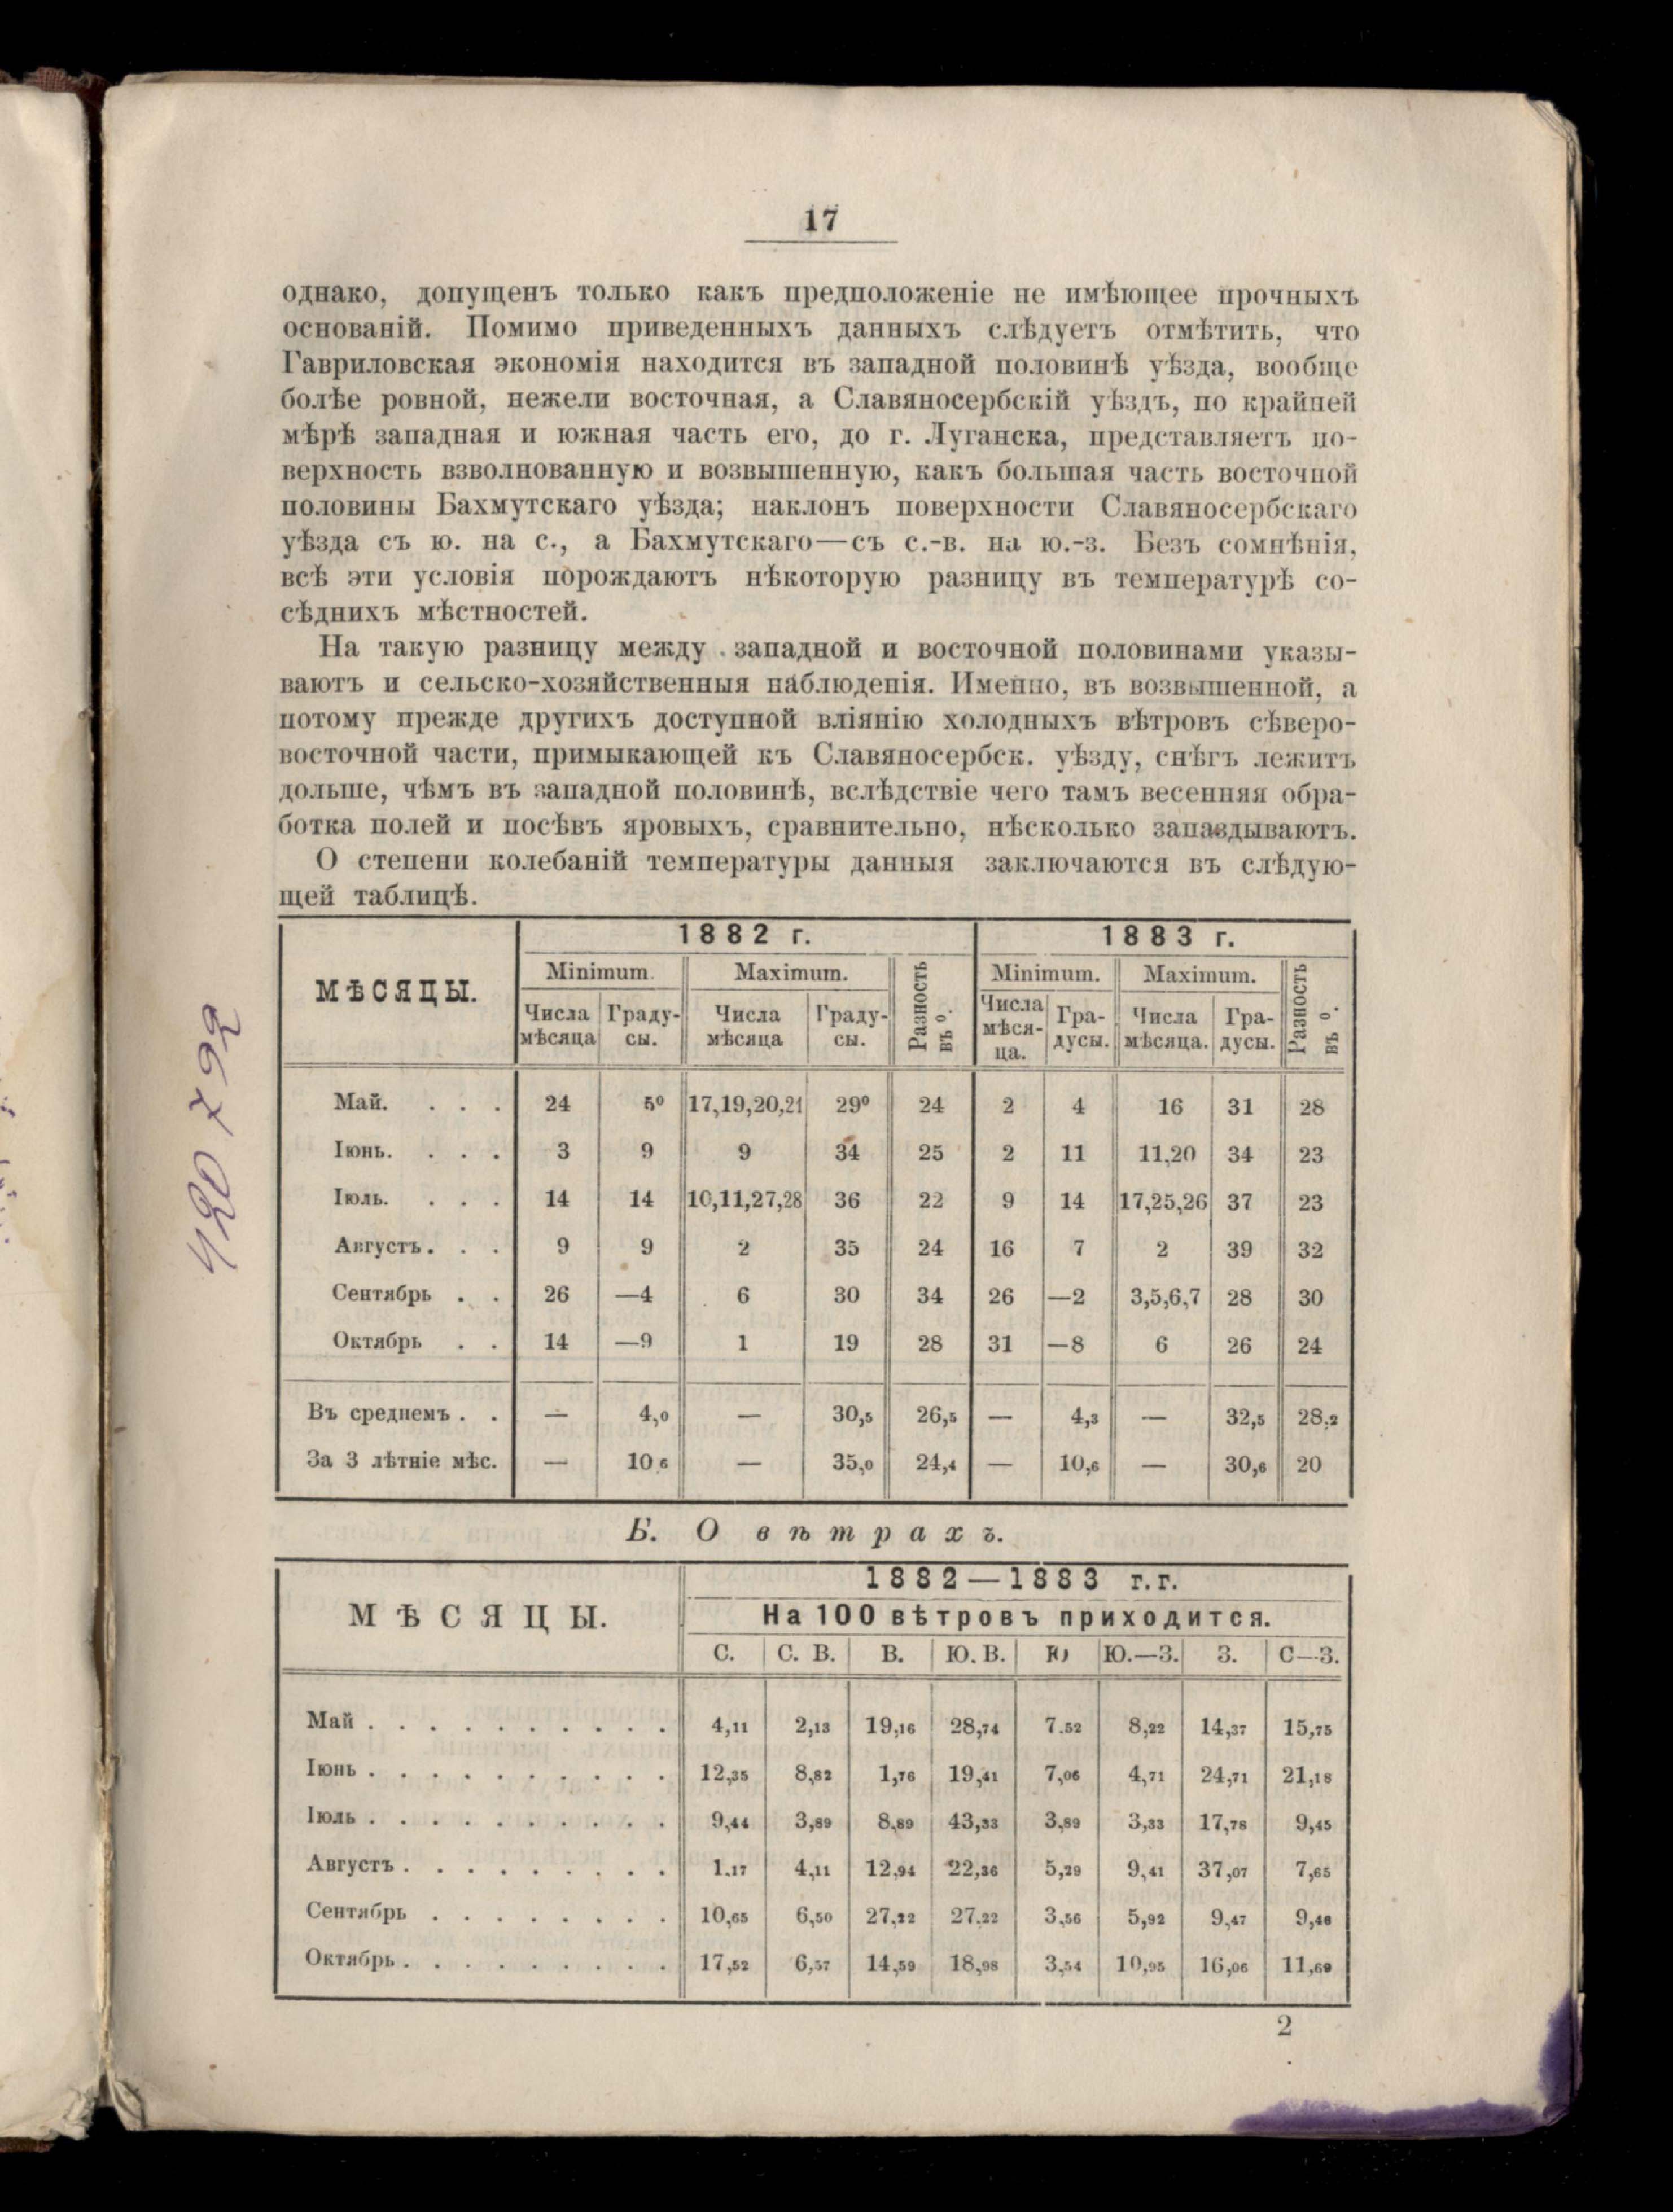 17
однако, допущенъ только какъ предположеніе не имѣющее прочныхъ
основаній. Помимо приведенныхъ данныхъ слѣдуетъ отмѣтить, что
Гавриловская экономія находится въ западной половинѣ уѣзда, вообще
болѣе ровной, нежели восточная, а Славяносербскій уѣздъ, по крайней
мѣрѣ западная и южная часть его, до г. Луганска, представляетъ по-
верхность взволнованную и возвышенную, какъ большая часть восточной
половины Бахмутскаго уѣзда; наклонъ поверхности Славяносербскаго
уѣзда съ ю. на с., а Бахмутскаго—съ с.-в. на ю.-з. Безъ сомнѣнія,
всѣ эти условія порождаютъ нѣкоторую разницу въ температурѣ со-
сѣднихъ мѣстностей.
На такую разницу между западной и восточной половинами указы-
ваютъ и сельско-хозяйственныя наблюденія. Именно, въ возвышенной, а
потому прежде другихъ доступной вліянію холодныхъ вѣтровъ сѣверо-
восточной части, примыкающей къ Славяносербск. уѣзду, снѣгъ лежитъ
дольше, чѣмъ въ западной половинѣ, вслѣдствіе чего тамъ весенняя обра-
ботка полей и посѣвъ яровыхъ, сравнительно, нѣсколько запаздываютъ.
О степени колебаній температуры данныя заключаются въ слѣдую-
щей таблицѣ.
МѢСЯЦЫ. 1882 г. 1883 г.
Minimum. Maximum. Разность въ °. Minimum. Maximum. Разность въ °.
Числа мѣсяца Граду-сы. Числа мѣсяца Граду-сы. Числа мѣся-ца. Гра-дусы. Числа мѣсяца. Гра-дусы.
Май. . . . 24 5° 17,19,20,21 29° 24 2 4 16 31 28
Іюнь. . . . 3 9 9 34 25 2 11 11,20 34 23
Іюль. . . . 14 14 10,11,27,28 36 22 9 14 17,25,26 37 23
Августъ. . . 9 9 2 35 24 16 7 2 39 32
Сентябрь . . 26 —4 6 30 34 26 —2 3,5,6,7 28 30
Октябрь . . 14 —9 1 19 28 31 —8 6 26 24
Въ среднемъ . . — 4,0 — 30,5 26,5 — 4,3 — 32,5 28,2
За 3 лѣтніе мѣс. — 10 6 — 35,0 24,4 — 10,6 — 30,6 20
Б. О вѣтрахъ.
МѢСЯЦЫ. 1882—1883 г.г.
На 100 вѣтровъ приходится.
С. С. В. В. Ю. В. Ю Ю.—З. З. С—З.
Май . . . . . . . . . . . 4,11 2,13 19,16 28,74 7.52 8,22 14,37 15,75
Іюнь . . . . . . . . . . . 12,35 8,82 1,76 19,41 7,06 4,71 24,71 21,18
Іюль . . . . . . . . . . . 9,44 3,89 8,89 43,33 3,89 3,33 17,78 9,45
Августъ . . . . . . . . . 1.17 4,11 12,94 22,36 5,29 9,41 37,07 7,65
Сентябрь . . . . . . . . 10,65 6,50 27,22 27,22 3,56 5,92 9,47 9,46
Октябрь . . . . . . . . . 17,52 6,57 14,59 18,98 3,54 10,95 16,06 11,69
2
420792